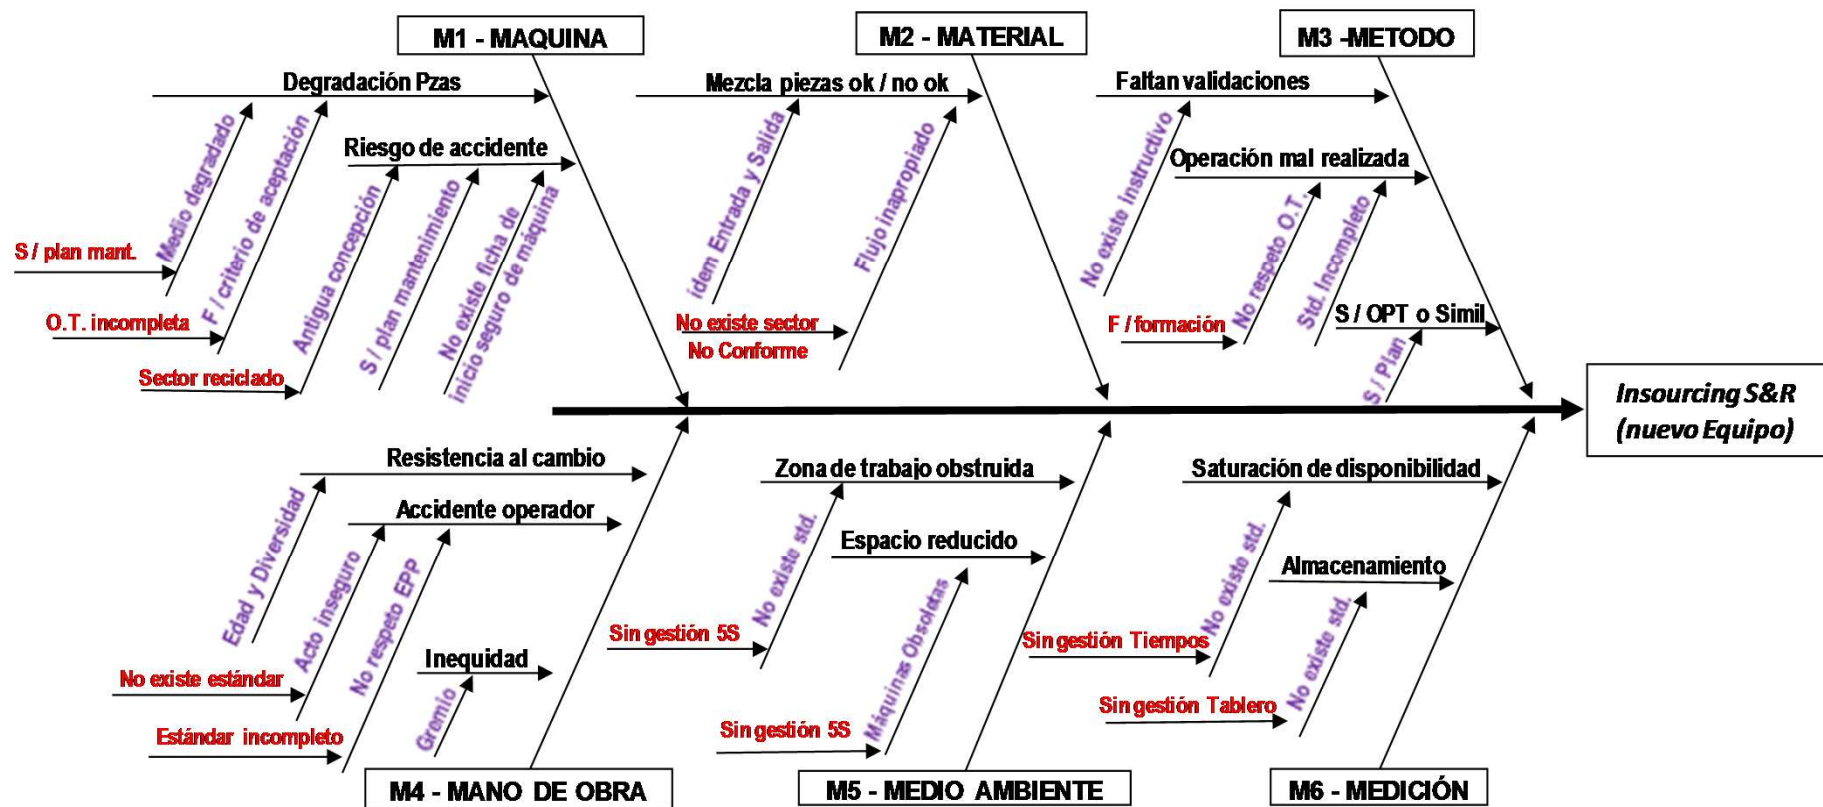 M1 - MAQUINA
M2 - MATERIAL
M3 -METODO
Degradación Pzas
Medio degradado
S / plan mant.
F / criterio de aceptación
O.T. incompleta
Riesgo de accidente
Antigua concepción
Sector reciclado
S / plan mantenimiento
No existe ficha de
inicio seguro de máquina
Mezcla piezas ok / no ok
idem Entrada y Salida
Flujo inapropiado
No existe sector
No Conforme
Faltan validaciones
No existe instructivo
Operación mal realizada
No respeto O.T.
F / formación
Std. Incompleto
S / OPT o Simil
S / Plan
Insourcing S&R
(nuevo Equipo)
Resistencia al cambio
Edad y Diversidad
Accidente operador
Acto inseguro
No existe estándar
No respeto EPP
Estándar incompleto
Inequidad
Gremio
Zona de trabajo obstruida
No existe std.
Sin gestión 5S
Espacio reducido
Máquinas Obsoletas
Sin gestión 5S
Saturación de disponibilidad
No existe std.
Sin gestión Tiempos
Almacenamiento
No existe std.
Sin gestión Tablero
M4 - MANO DE OBRA
M5 - MEDIO AMBIENTE
M6 - MEDICIÓN